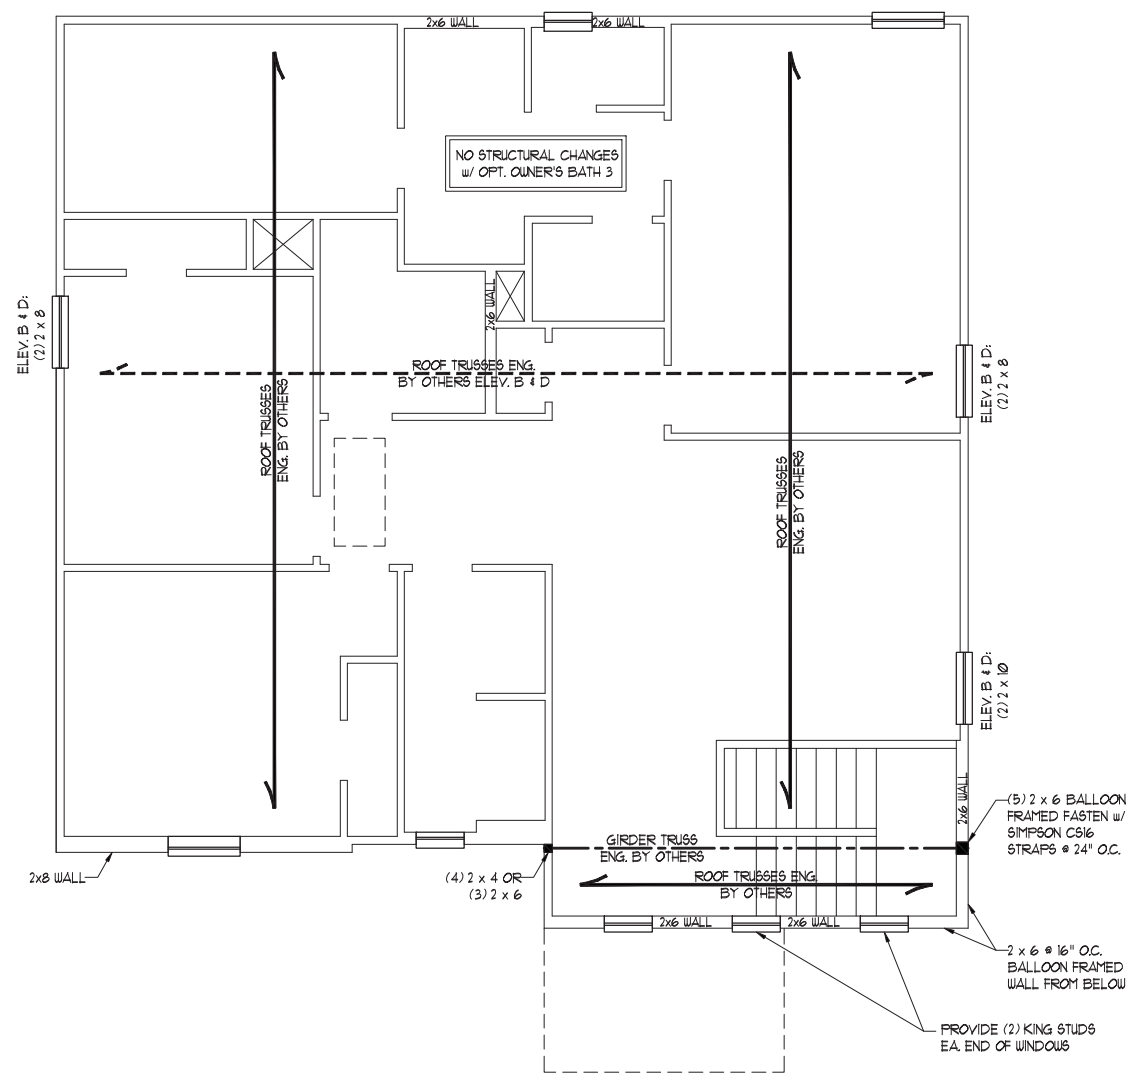 2x6 WALL
2x6 WALL
NO STRUCTURAL CHANGES
w/ OPT. OWNER'S BATH 3
ELEV. B & D:
(2) 2 x 8
2x6 WALL
ROOF TRUSSES ENG.
BY OTHERS ELEV. B & D
ELEV. B & D:
(2) 2 x 8
ROOF TRUSSES
ENG. BY OTHERS
ROOF TRUSSES
ENG. BY OTHERS
ELEV. B & D:
(2) 2 x 10
2x6 WALL
(5) 2 x 6 BALLOON
FRAMED FASTEN w/
SIMPSON CS16
STRAPS @ 24" O.C.
GIRDER TRUSS
ENG. BY OTHERS
2x8 WALL
(4) 2 x 4 OR
(3) 2 x 6
ROOF TRUSSES ENG.
BY OTHERS
2x6 WALL
2x6 WALL
2 x 6 @ 16" O.C.
BALLOON FRAMED
WALL FROM BELOW
PROVIDE (2) KING STUDS
EA. END OF WINDOWS